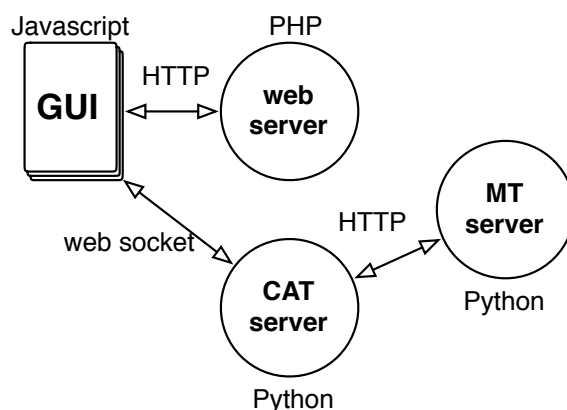 Javascript
PHP
HTTP
GUI
web
server
MT
server
HTTP
web socket
CAT
server
Python
Python